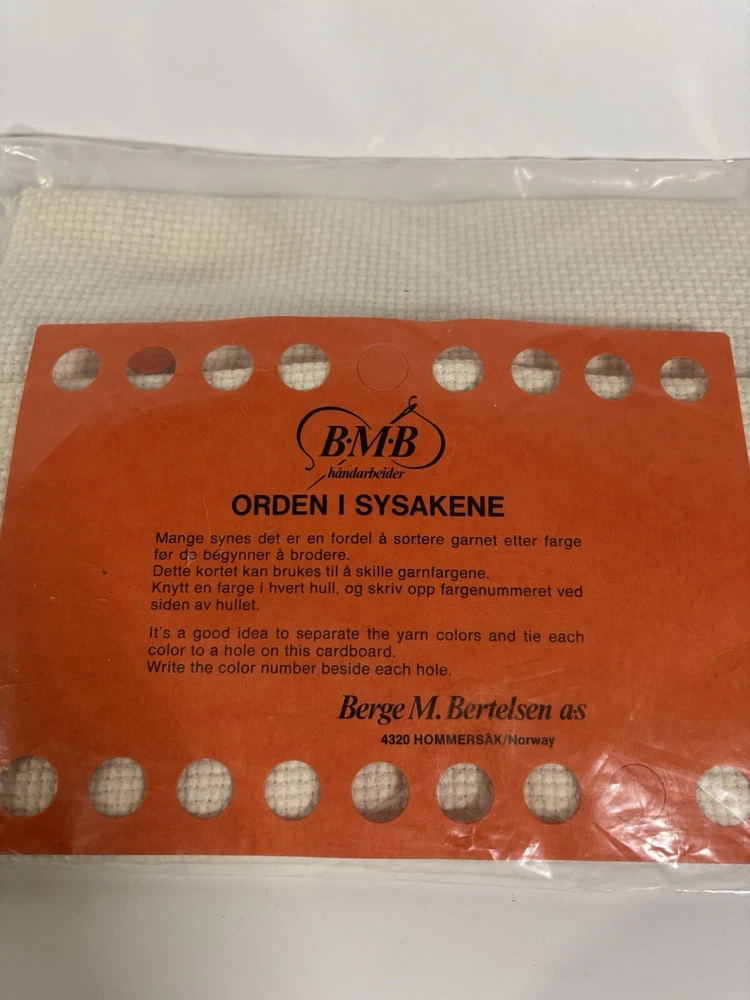 B·M·B
håndarbeider
ORDEN I SYSAKENE
Mange synes det er en fordel å sortere garnet etter farge
før de begynner å brodere.
Dette kortet kan brukes til å skille garnfargene.
Knytt en farge i hvert hull, og skriv opp fargenummeret ved
siden av hullet.
It's a good idea to separate the yarn colors and tie each
color to a hole on this cardboard.
Write the color number beside each hole.
Berge M. Bertelsen a·s
4320 HOMMERSÅK/Norway